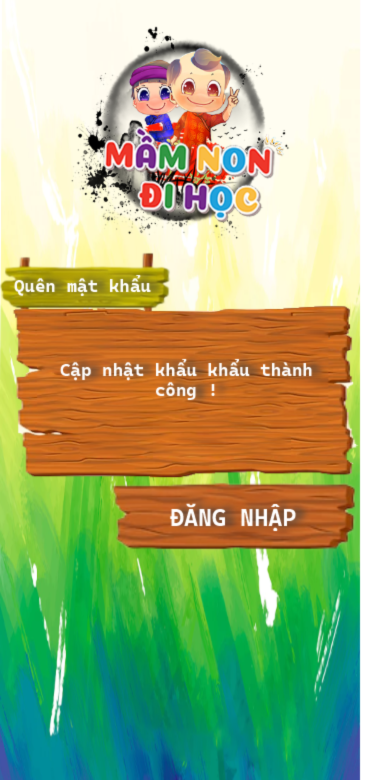 MẦM NON
ĐI HỌC
Quên mật khẩu
Cập nhật khẩu khẩu thành
công !
ĐĂNG NHẬP